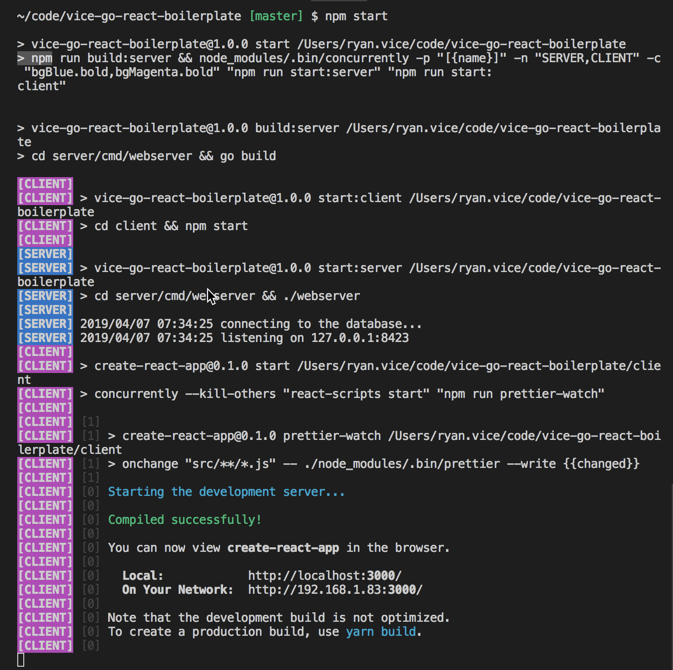 ~/code/vice-go-react-boilerplate [master] $ npm start
> vice-go-react-boilerplate@1.0.0 start /Users/ryan.vice/code/vice-go-react-boilerplate
> npm run build:server && node_modules/.bin/concurrently -p "[{name}]" -n "SERVER,CLIENT" -c
"bgBlue.bold,bgMagenta.bold" "npm run start:server" "npm run start:
client"
> vice-go-react-boilerplate@1.0.0 build:server /Users/ryan.vice/code/vice-go-react-boilerpla
te
> cd server/cmd/webserver && go build
[CLIENT]
[CLIENT] > vice-go-react-boilerplate@1.0.0 start:client /Users/ryan.vice/code/vice-go-react-
boilerplate
[CLIENT] > cd client && npm start
[CLIENT]
[SERVER]
[SERVER] > vice-go-react-boilerplate@1.0.0 start:server /Users/ryan.vice/code/vice-go-react-
boilerplate
[SERVER] > cd server/cmd/webserver && ./webserver
[SERVER]
[SERVER] 2019/04/07 07:34:25 connecting to the database...
[SERVER] 2019/04/07 07:34:25 listening on 127.0.0.1:8423
[CLIENT]
[CLIENT] > create-react-app@0.1.0 start /Users/ryan.vice/code/vice-go-react-boilerplate/clie
nt
[CLIENT] > concurrently --kill-others "react-scripts start" "npm run prettier-watch"
[CLIENT]
[CLIENT] [1]
[CLIENT] [1] > create-react-app@0.1.0 prettier-watch /Users/ryan.vice/code/vice-go-react-boi
lerplate/client
[CLIENT] [1] > onchange "src/**/*.js" -- ./node_modules/.bin/prettier --write {{changed}}
[CLIENT] [1]
[CLIENT] [0] Starting the development server...
[CLIENT] [0]
[CLIENT] [0] Compiled successfully!
[CLIENT] [0]
[CLIENT] [0] You can now view create-react-app in the browser.
[CLIENT] [0]
[CLIENT] [0] Local: http://localhost:3000/
[CLIENT] [0] On Your Network: http://192.168.1.83:3000/
[CLIENT] [0]
[CLIENT] [0] Note that the development build is not optimized.
[CLIENT] [0] To create a production build, use yarn build.
[CLIENT] [0]